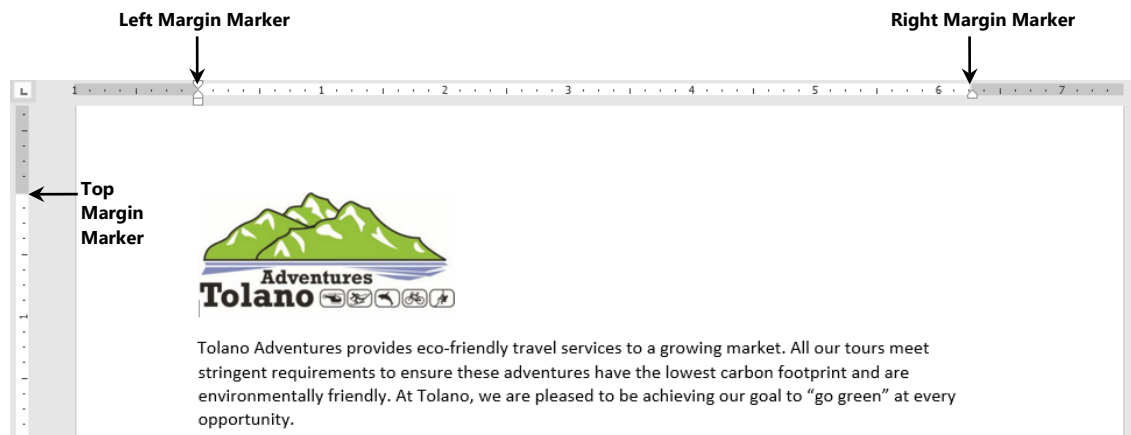 Left Margin Marker Right Margin Marker
L 1 1 2 3 4 5 6 7
Top
Margin
Marker
Adventures
Tolano
1
Tolano Adventures provides eco-friendly travel services to a growing market. All our tours meet
stringent requirements to ensure these adventures have the lowest carbon footprint and are
environmentally friendly. At Tolano, we are pleased to be achieving our goal to “go green” at every
opportunity.